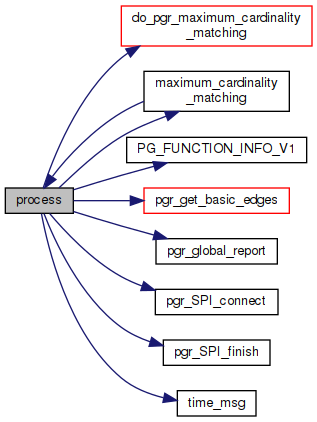 do_pgr_maximum_cardinality
_matching
maximum_cardinality
_matching
PG_FUNCTION_INFO_V1
process
pgr_get_basic_edges
pgr_global_report
pgr_SPI_connect
pgr_SPI_finish
time_msg